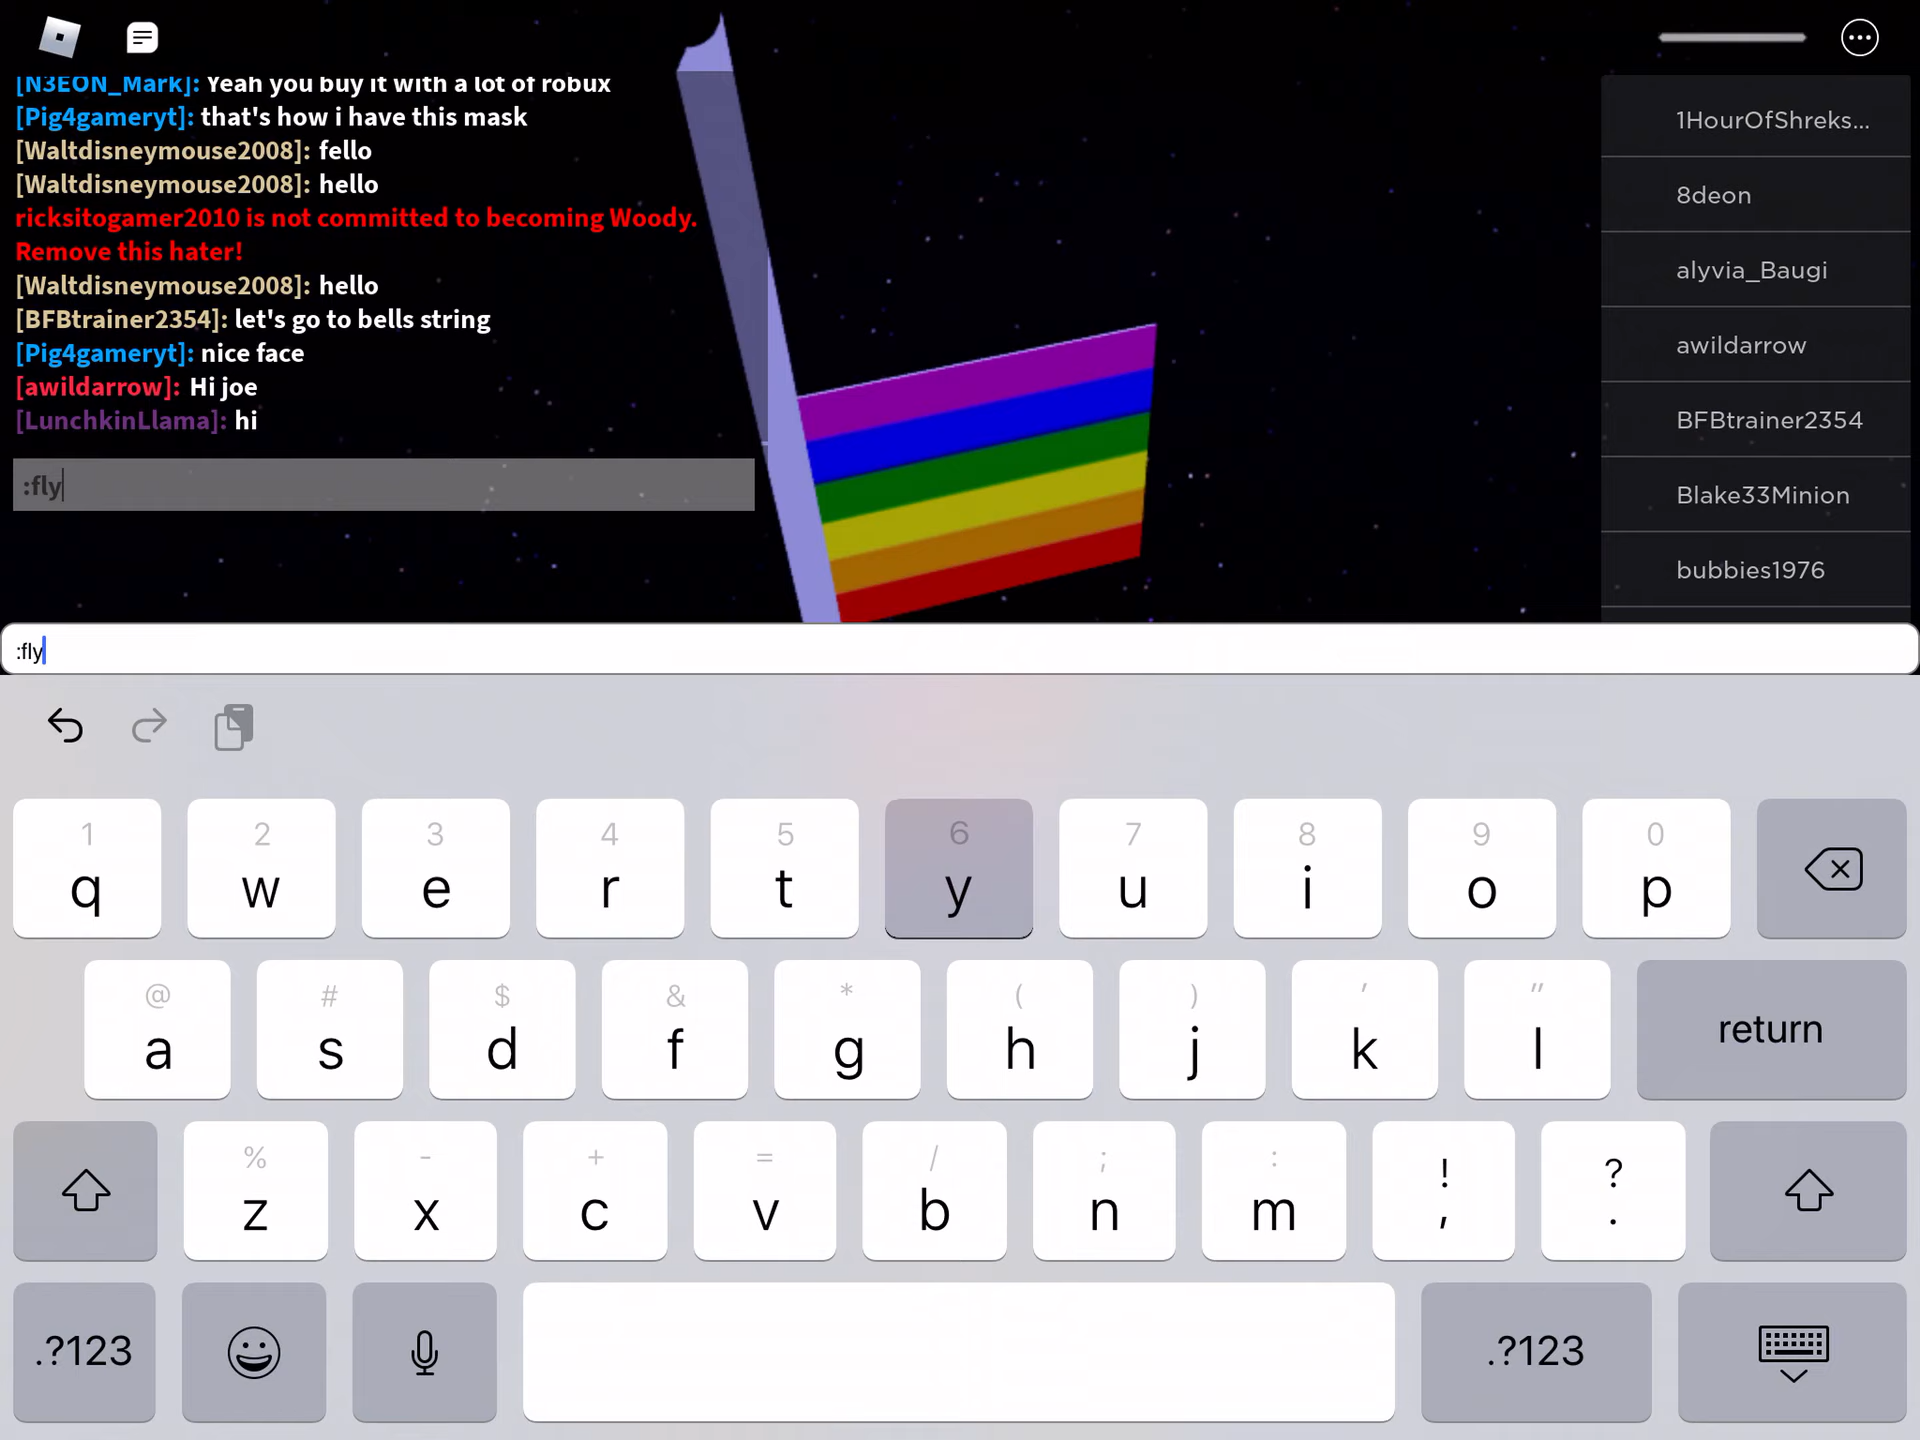 [N3EON_Mark]: Yeah you buy it with a lot of robux
[Pig4gameryt]: that's how i have this mask
[Waltdisneymouse2008]: fello
[Waltdisneymouse2008]: hello
ricksitogamer2010 is not committed to becoming Woody.
Remove this hater!
[Waltdisneymouse2008]: hello
[BFBtrainer2354]: let's go to bells string
[Pig4gameryt]: nice face
[awildarrow]: Hi joe
[LunchkinLlama]: hi
:fly
1HourOfShreks...
8deon
alyvia_Baugi
awildarrow
BFBtrainer2354
Blake33Minion
bubbies1976
:fly
1 2 3 4 5 6 7 8 9 0
q w e r t y u i o p
@ # $ & * ( ) ' "
a s d f g h j k l return
% - + = / ; : ! ?
z x c v b n m , .
.?123 .?123